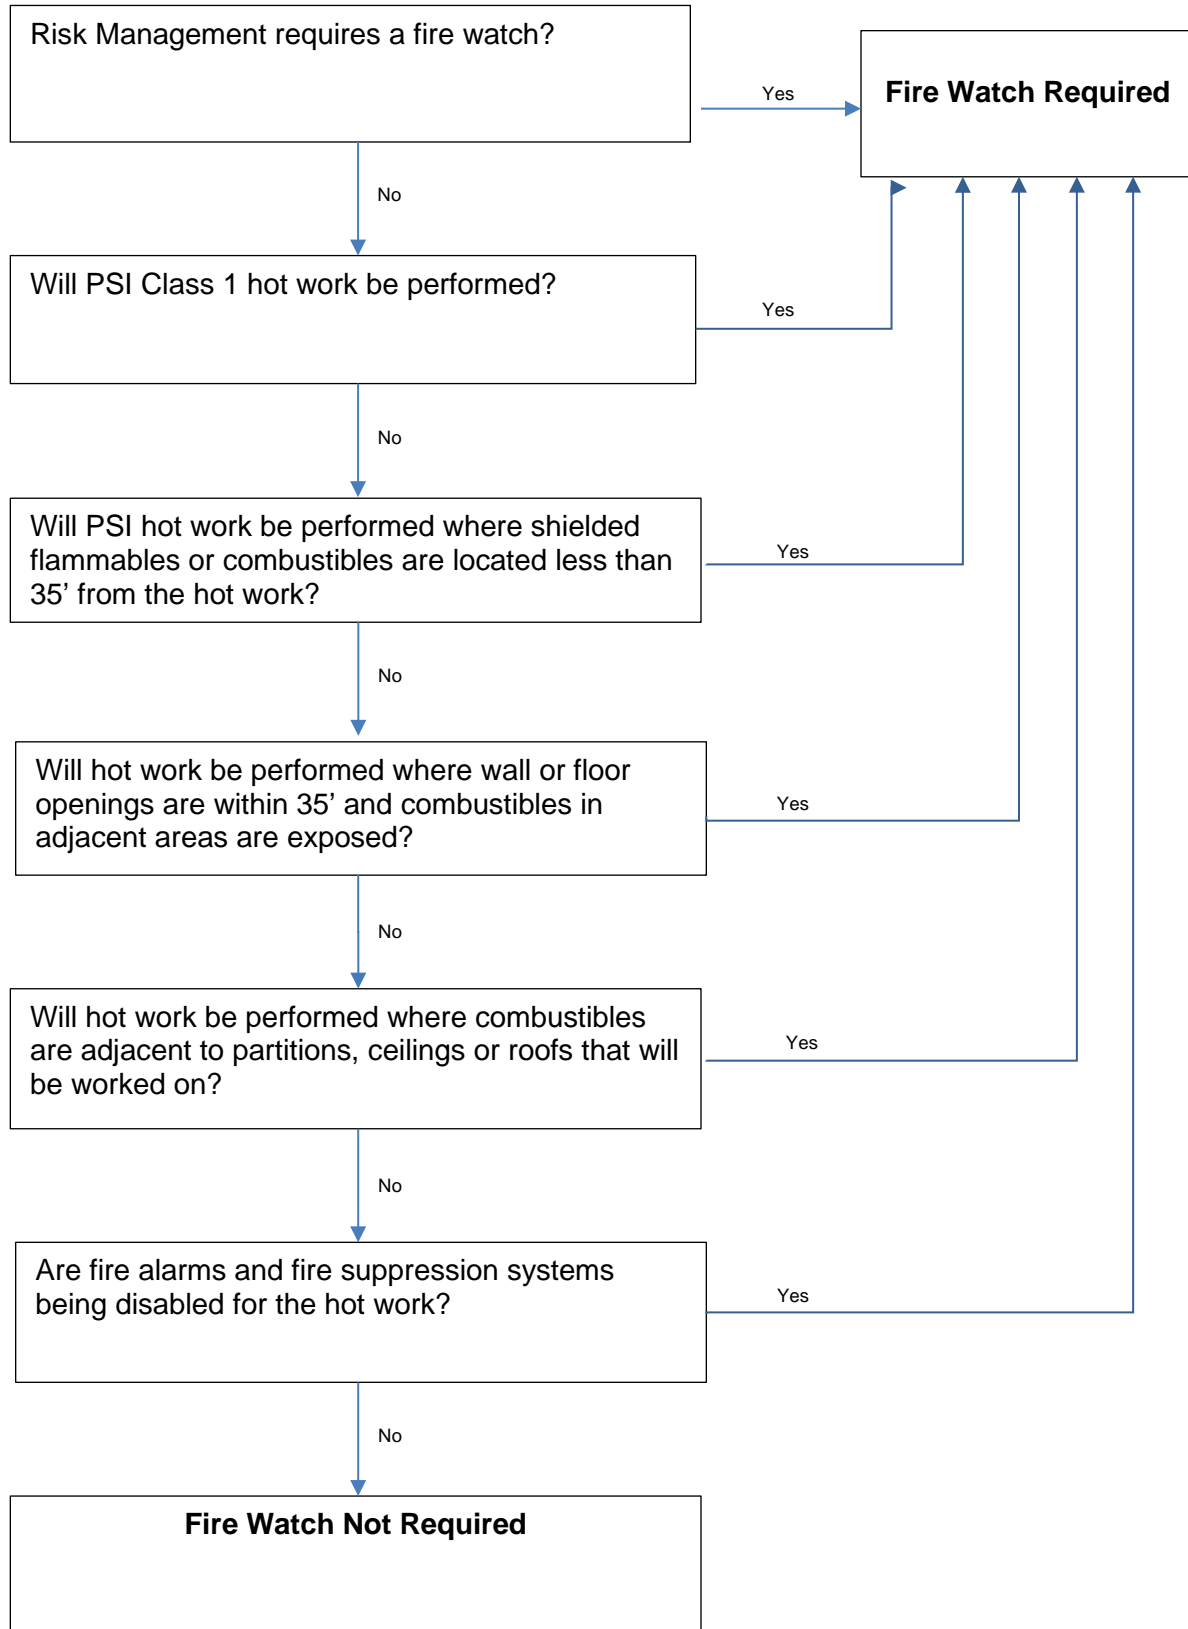 Risk Management requires a fire watch?
Yes
Fire Watch Required
No
Will PSI Class 1 hot work be performed?
Yes
No
Will PSI hot work be performed where shielded
flammables or combustibles are located less than
35’ from the hot work?
Yes
No
Will hot work be performed where wall or floor
openings are within 35’ and combustibles in
adjacent areas are exposed?
Yes
No
Will hot work be performed where combustibles
are adjacent to partitions, ceilings or roofs that will
be worked on?
Yes
No
Are fire alarms and fire suppression systems
being disabled for the hot work?
Yes
No
Fire Watch Not Required